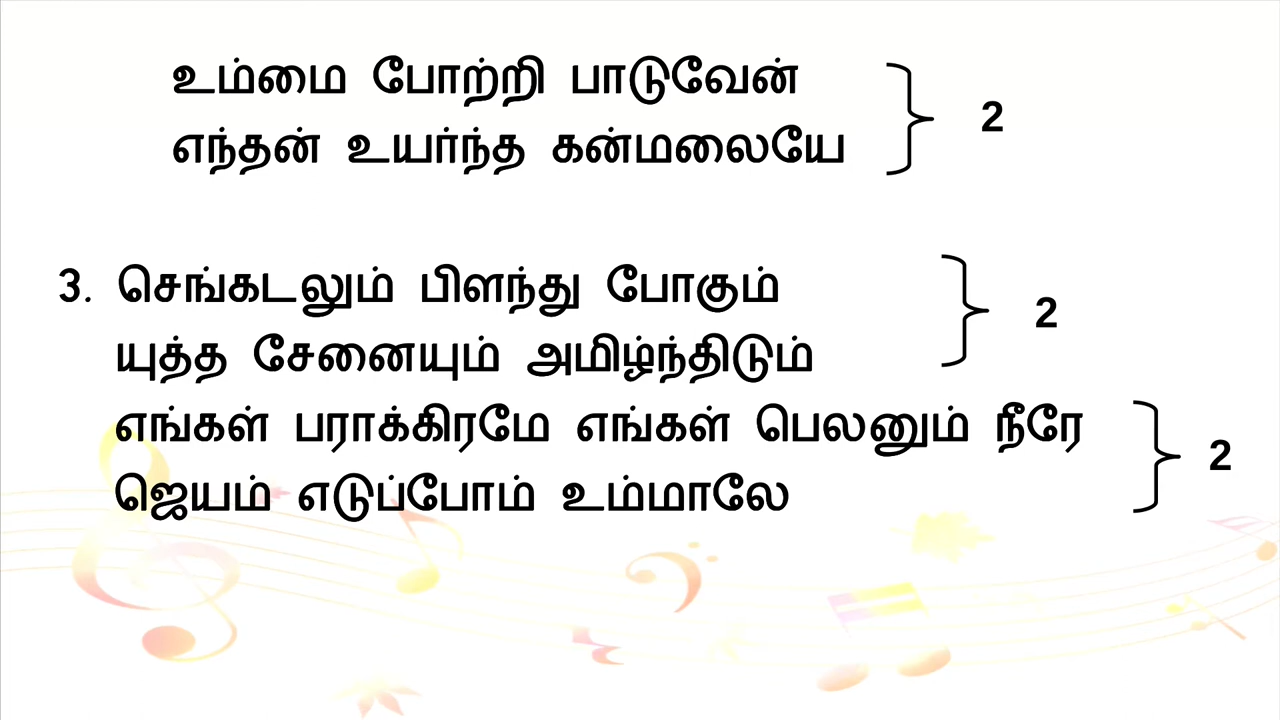 உம்மை போற்றி பாடுவேன்
எந்தன் உயர்ந்த கன்மலையே
2
3. செங்கடலும் பிளந்து போகும்
யுத்த சேனையும் அமிழ்ந்திடும்
2
எங்கள் பராக்கிரமே எங்கள் பெலனும் நீரே
ஜெயம் எடுப்போம் உம்மாலே
2